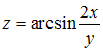 z = arcsin 2x/y